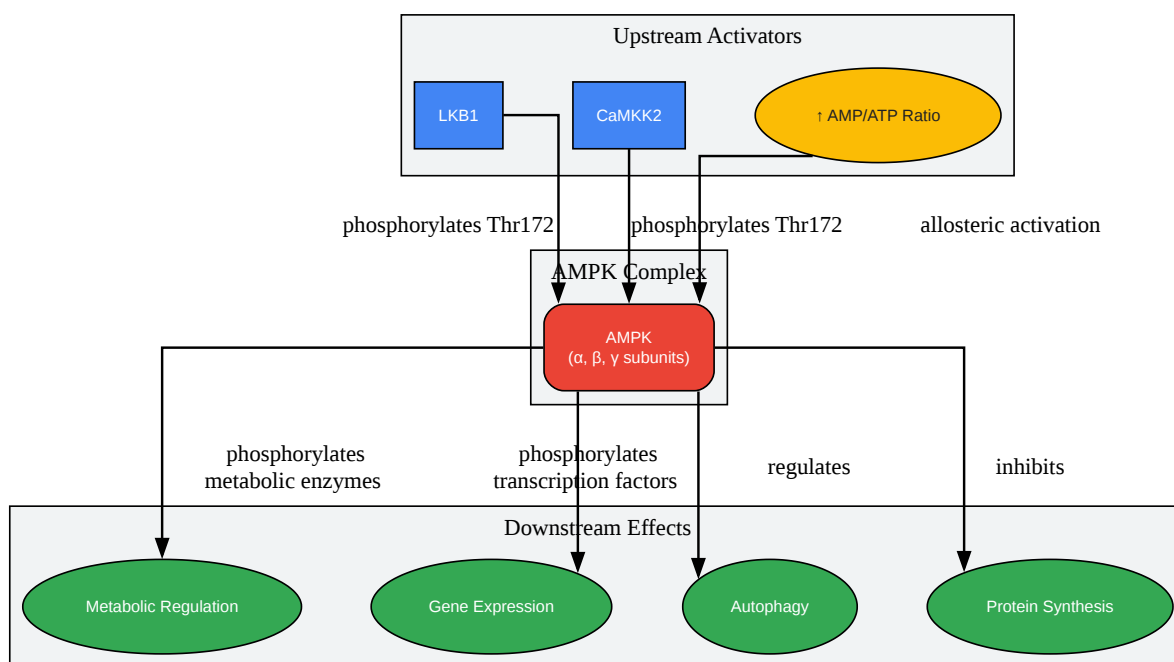 Upstream Activators
LKB1
CaMKK2
↑ AMP/ATP Ratio
phosphorylates Thr172
phosphorylates Thr172
allosteric activation
AMPK Complex
AMPK
(α, β, γ subunits)
phosphorylates
metabolic enzymes
phosphorylates
transcription factors
regulates
inhibits
Downstream Effects
Metabolic Regulation
Gene Expression
Autophagy
Protein Synthesis